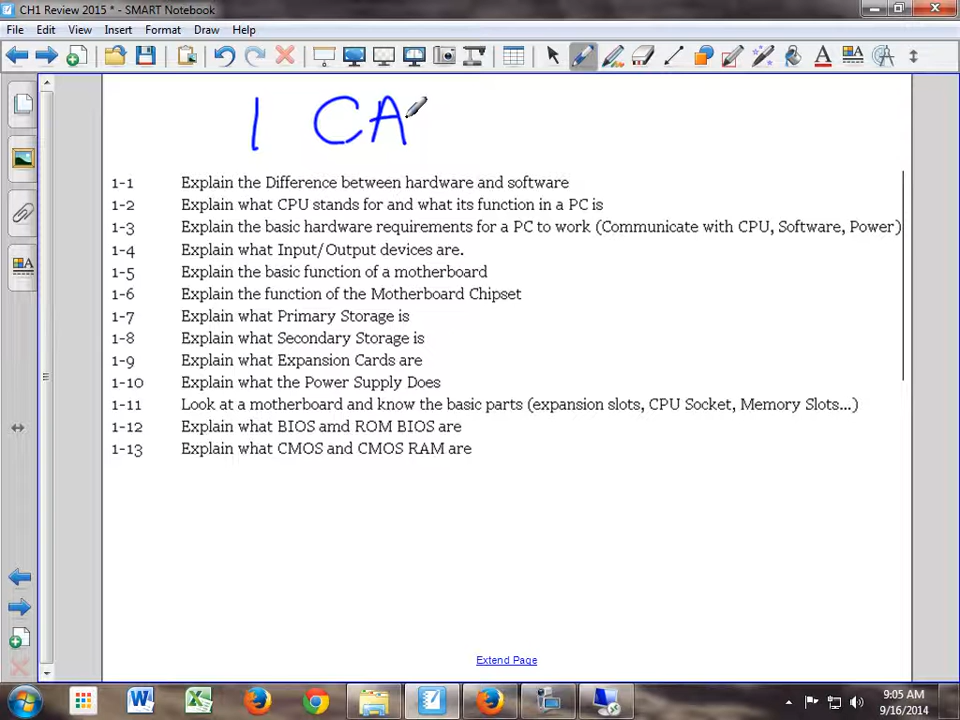 CH1 Review 2015 * - SMART Notebook
File Edit View Insert Format Draw Help
I CA
1-1 Explain the Difference between hardware and software
1-2 Explain what CPU stands for and what its function in a PC is
1-3 Explain the basic hardware requirements for a PC to work (Communicate with CPU, Software, Power)
1-4 Explain what Input/Output devices are.
1-5 Explain the basic function of a motherboard
1-6 Explain the function of the Motherboard Chipset
1-7 Explain what Primary Storage is
1-8 Explain what Secondary Storage is
1-9 Explain what Expansion Cards are
1-10 Explain what the Power Supply Does
1-11 Look at a motherboard and know the basic parts (expansion slots, CPU Socket, Memory Slots...)
1-12 Explain what BIOS amd ROM BIOS are
1-13 Explain what CMOS and CMOS RAM are
Extend Page
9:05 AM
9/16/2014